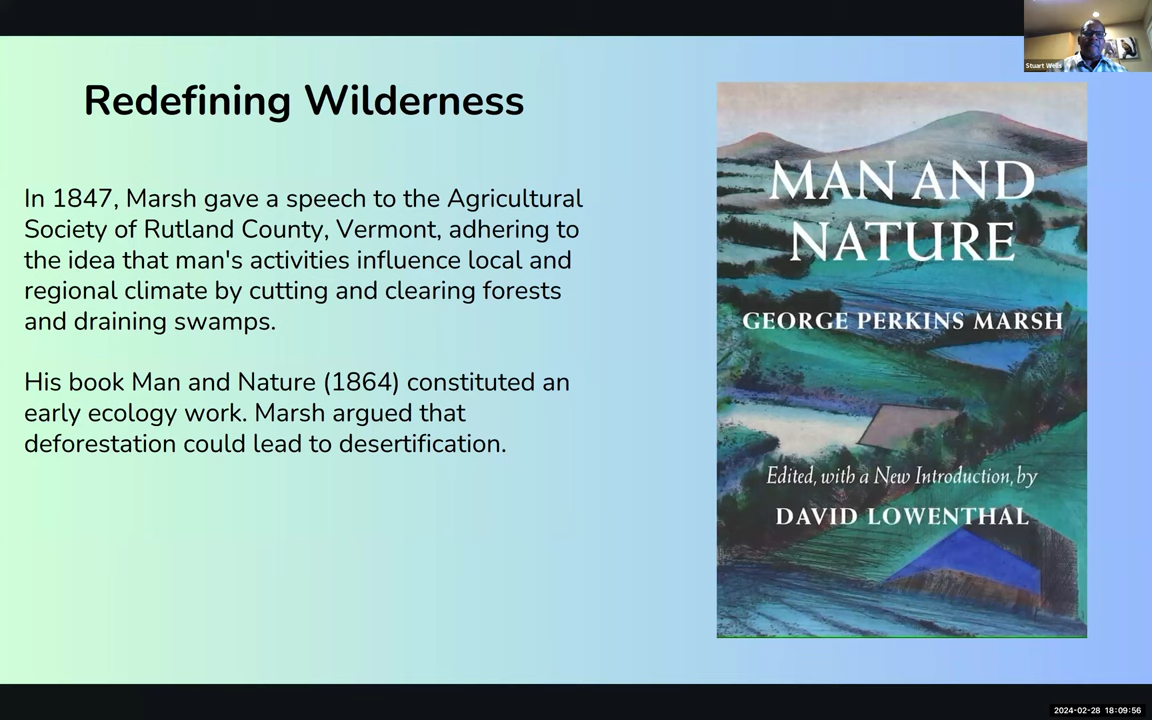 Redefining Wilderness
In 1847, Marsh gave a speech to the Agricultural
Society of Rutland County, Vermont, adhering to
the idea that man's activities influence local and
regional climate by cutting and clearing forests
and draining swamps.
His book Man and Nature (1864) constituted an
early ecology work. Marsh argued that
deforestation could lead to desertification.
MAN AND
NATURE
GEORGE PERKINS MARSH
Edited, with a New Introduction, by
DAVID LOWENTHAL
Stuart Wells
2024-02-28 18:09:56